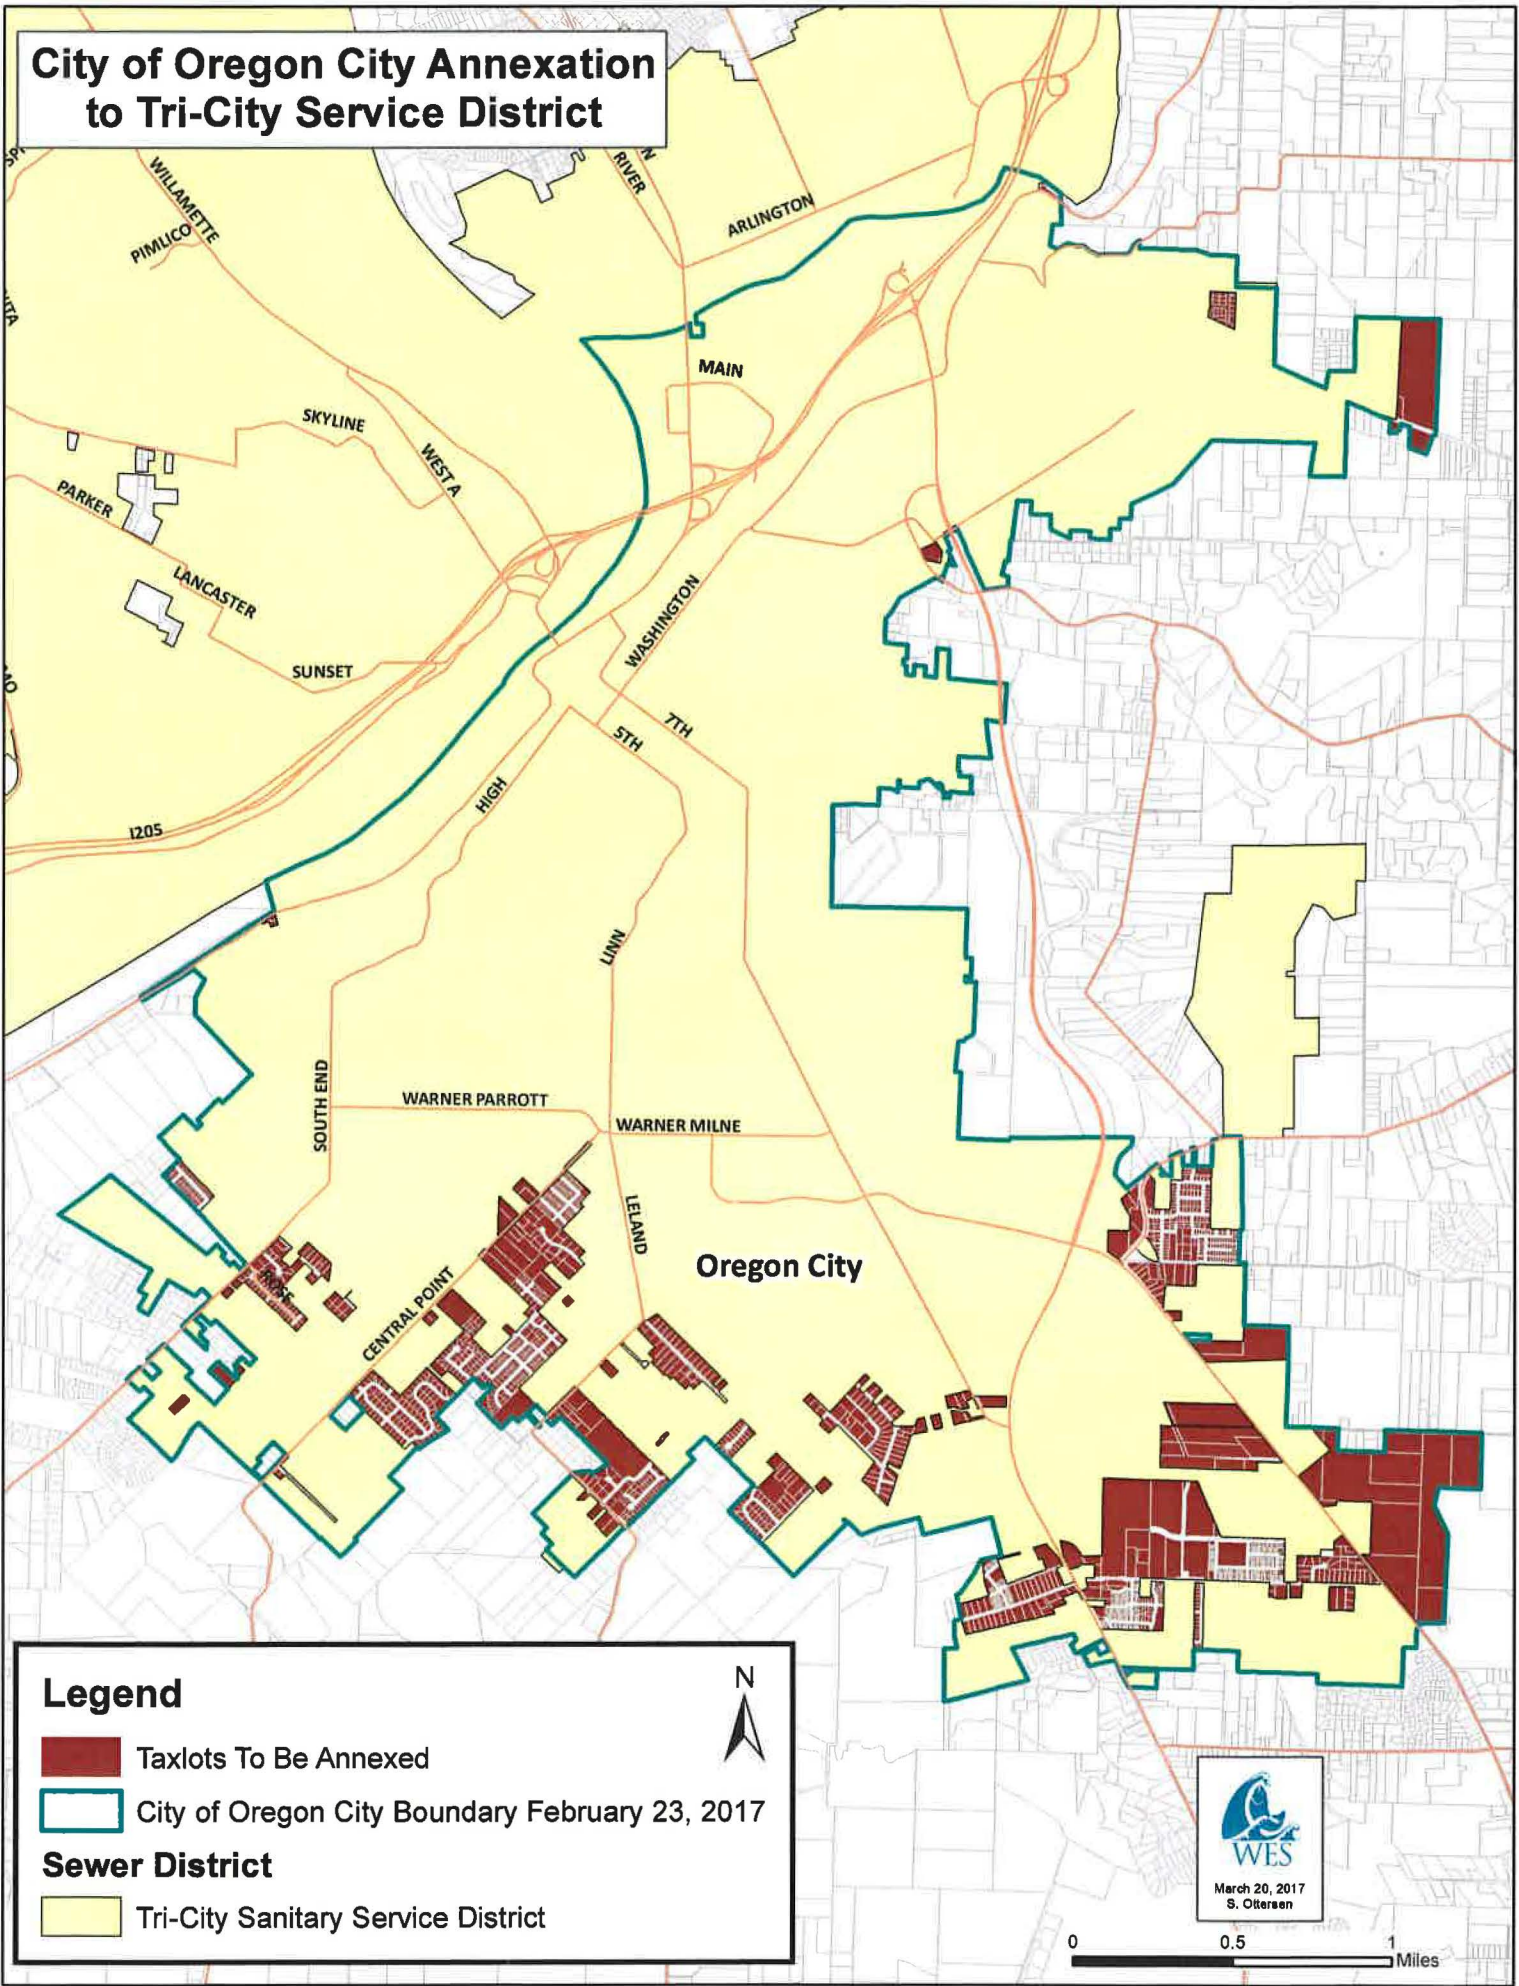 City of Oregon City Annexation
to Tri-City Service District
RIVER
WILLAMETTE
PIMLICO
ARLINGTON
MAIN
SKYLINE
WEST A
PARKER
LANCASTER
WASHINGTON
SUNSET
7TH
5TH
HIGH
I205
LINN
SOUTH END
WARNER PARROTT
WARNER MILNE
LELAND
Oregon City
ROSE
CENTRAL POINT
Legend
N
Taxlots To Be Annexed
City of Oregon City Boundary February 23, 2017
Sewer District
Tri-City Sanitary Service District
WES
March 20, 2017
S. Ottersen
0 0.5 1
Miles